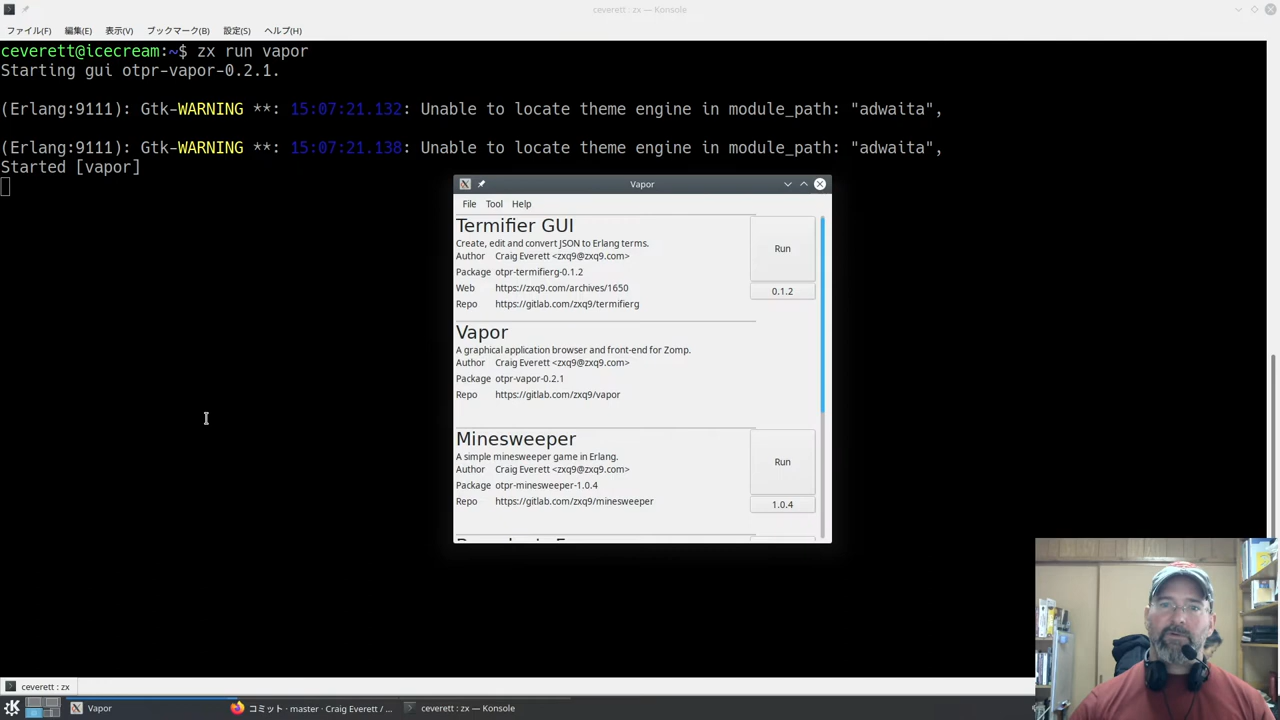 ceverett : zx — Konsole
ファイル(F) 編集(E) 表示(V) ブックマーク(B) 設定(S) ヘルプ(H)
ceverett@icecream:~$ zx run vapor
Starting gui otpr-vapor-0.2.1.
(Erlang:9111): Gtk-WARNING **: 15:07:21.132: Unable to locate theme engine in module_path: "adwaita",
(Erlang:9111): Gtk-WARNING **: 15:07:21.138: Unable to locate theme engine in module_path: "adwaita",
Started [vapor]
Vapor
File Tool Help
Termifier GUI
Create, edit and convert JSON to Erlang terms.
Author Craig Everett <zxq9@zxq9.com>
Package otpr-termifierg-0.1.2
Web https://zxq9.com/archives/1650
Repo https://gitlab.com/zxq9/termifierg
Run
0.1.2
Vapor
A graphical application browser and front-end for Zomp.
Author Craig Everett <zxq9@zxq9.com>
Package otpr-vapor-0.2.1
Repo https://gitlab.com/zxq9/vapor
Minesweeper
A simple minesweeper game in Erlang.
Author Craig Everett <zxq9@zxq9.com>
Package otpr-minesweeper-1.0.4
Repo https://gitlab.com/zxq9/minesweeper
Run
1.0.4
ceverett : zx
Vapor
コミット · master · Craig Everett / ...
ceverett : zx — Konsole